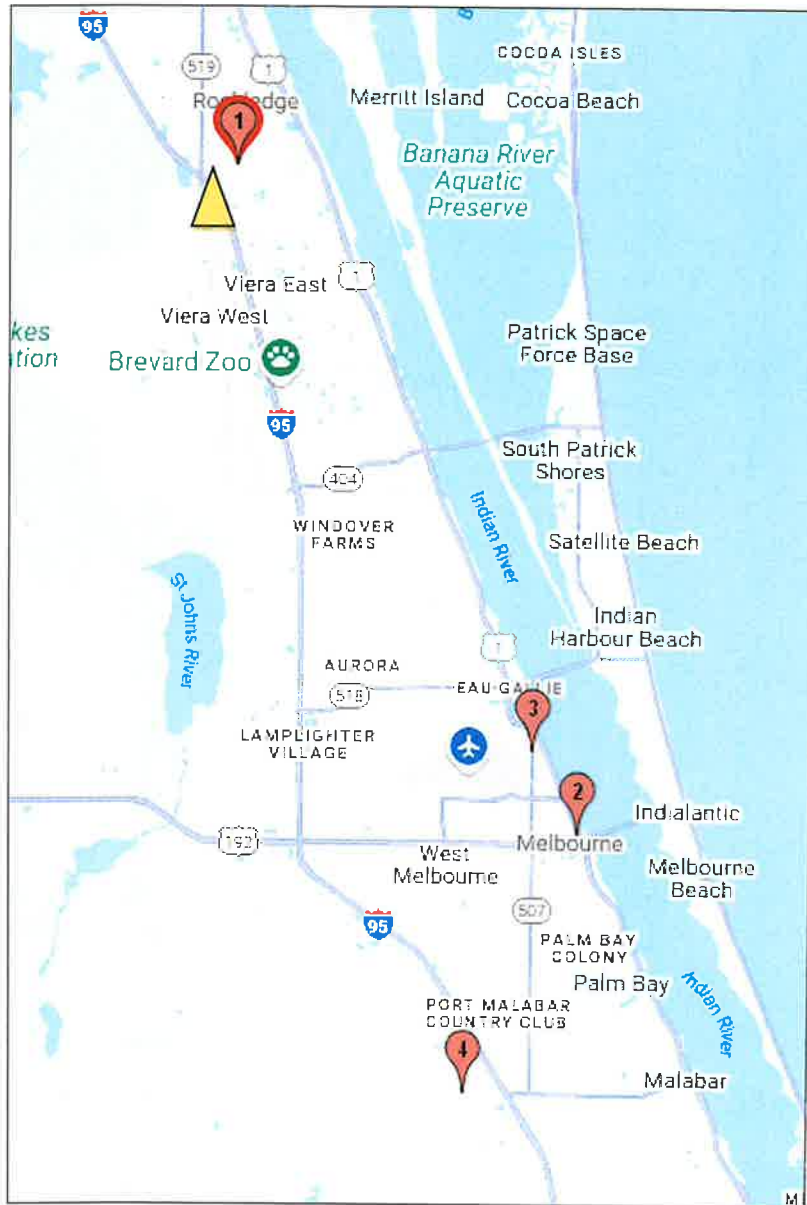 95
COCOA ISLES
519
1
Merritt Island
Cocoa Beach
1
Banana River
Aquatic
Preserve
Viera East
1
Viera West
Patrick Space
Force Base
Brevard Zoo
95
South Patrick
Shores
404
WINDOVER
FARMS
Indian River
Satellite Beach
St Johns River
Indian
Harbour Beach
1
AURORA
EAU GALLIE
518
3
LAMPLIGHTER
VILLAGE
2
Indialantic
192
Melbourne
West
Melbourne
Melbourne
Beach
507
95
PALM BAY
COLONY
Palm Bay
Indian River
PORT MALABAR
COUNTRY CLUB
4
Malabar